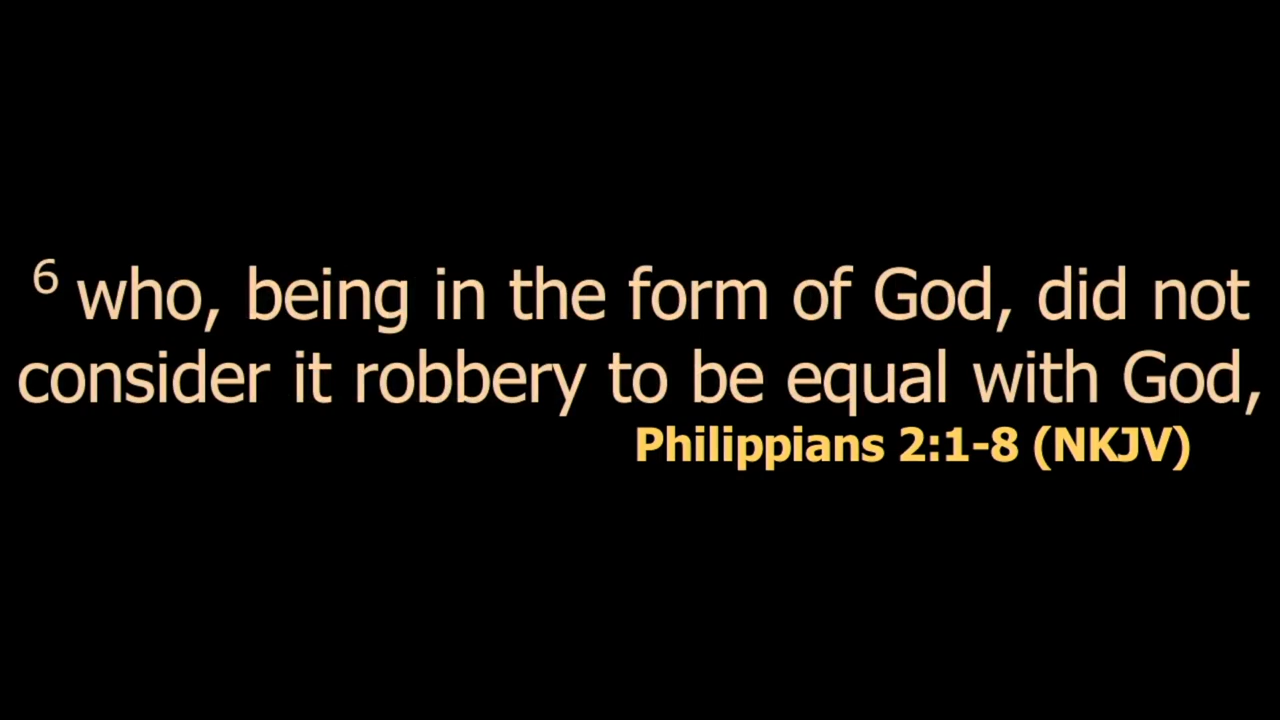 6 who, being in the form of God, did not
consider it robbery to be equal with God,
Philippians 2:1-8 (NKJV)